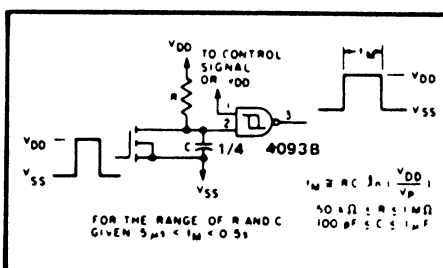 VDD
TO CONTROL
SIGNAL
OR VDD
R
1
2
3
tM
VDD
VSS
VDD
VSS
C
1/4 4093B
VSS
tM ≅ RC ln (VDD/VP)
50 kΩ ≤ R ≤ 1 MΩ
100 pF ≤ C ≤ 1 µF
FOR THE RANGE OF R AND C
GIVEN 5 µs < tM < 0.5s